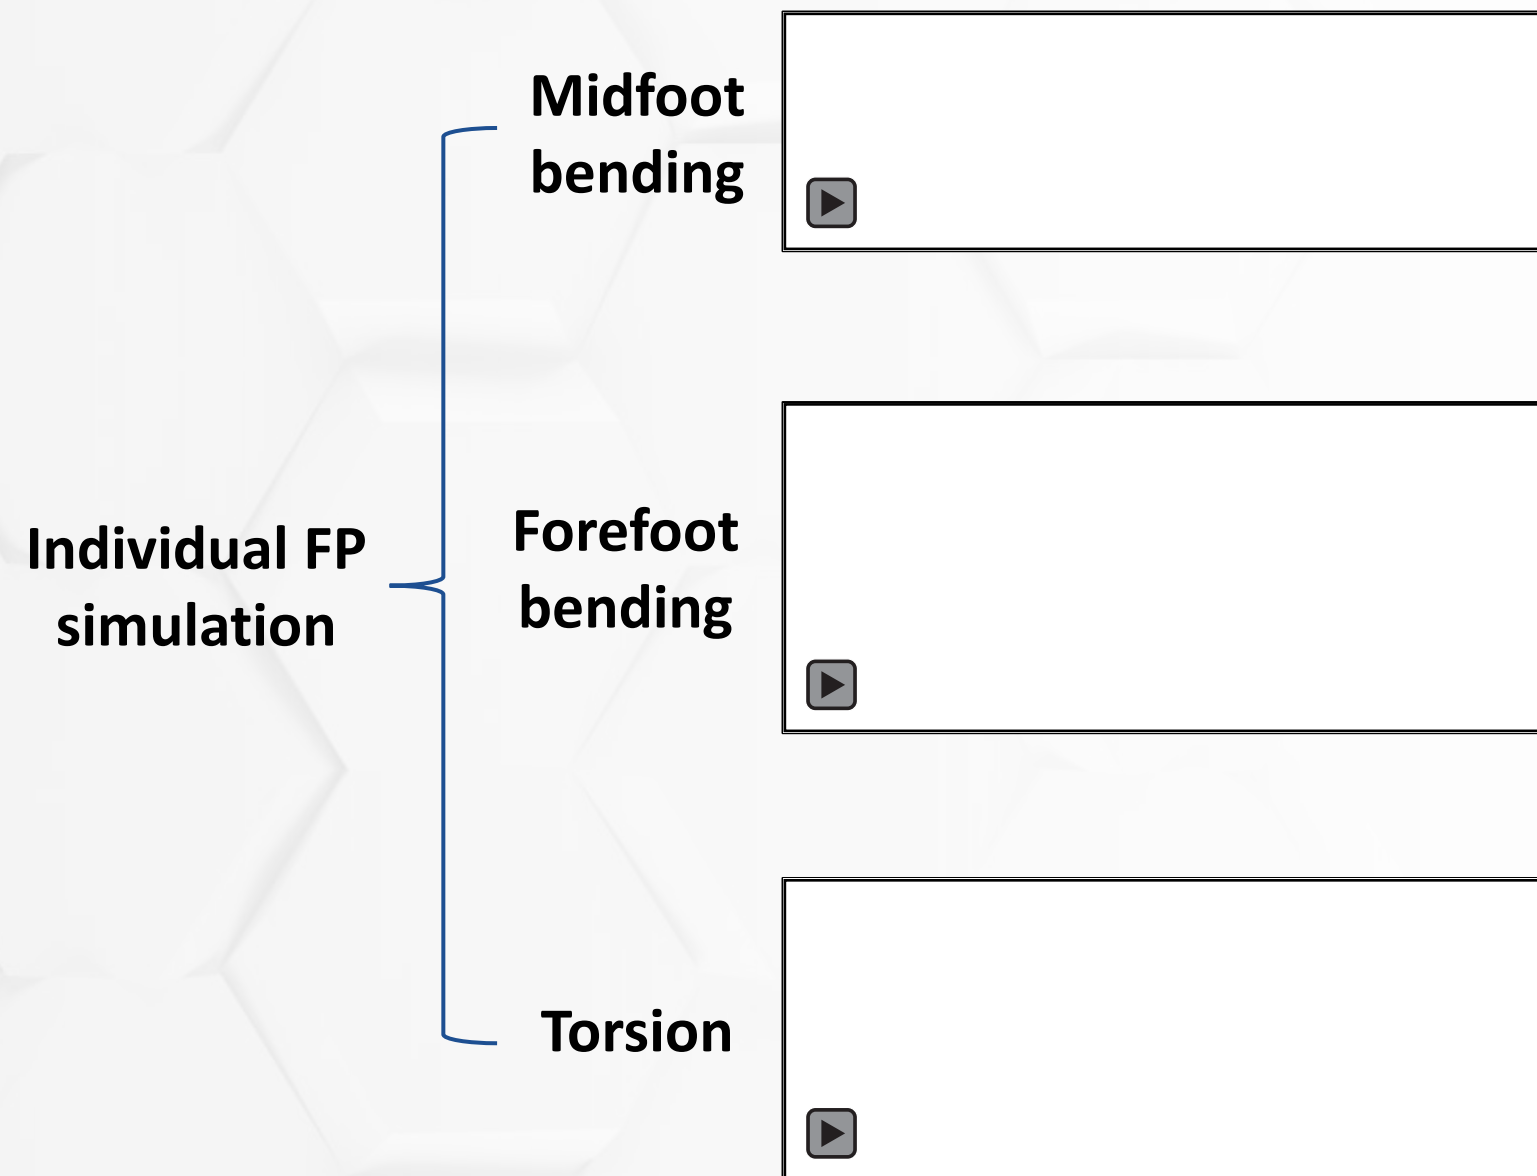 Midfoot
bending
Individual FP
simulation
Forefoot
bending
Torsion